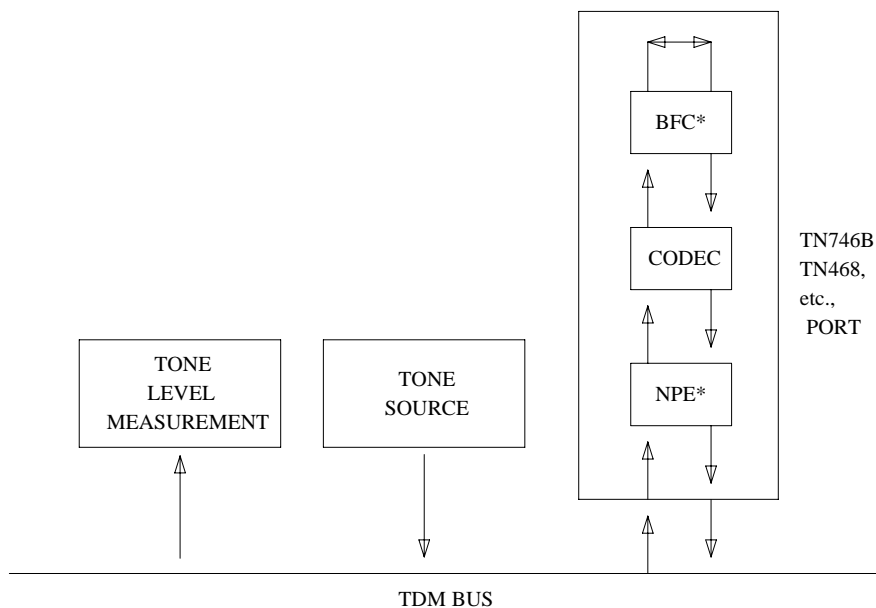 BFC*
CODEC
NPE*
TN746B
TN468,
etc.,
PORT
TONE
LEVEL
MEASUREMENT
TONE
SOURCE
TDM BUS